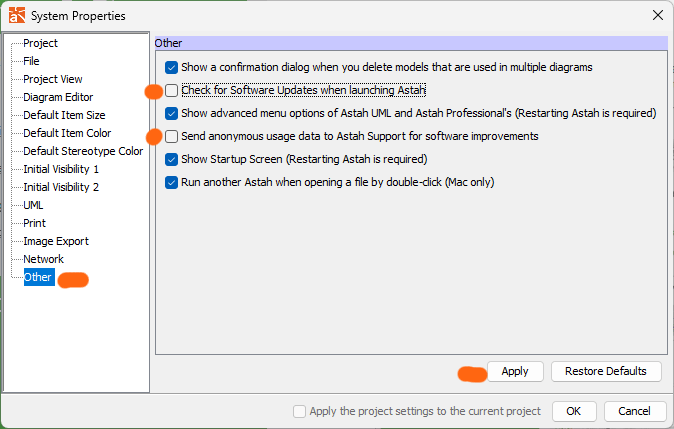 System Properties
Project
File
Project View
Diagram Editor
Default Item Size
Default Item Color
Default Stereotype Color
Initial Visibility 1
Initial Visibility 2
UML
Print
Image Export
Network
Other
Other
Show a confirmation dialog when you delete models that are used in multiple diagrams
Check for Software Updates when launching Astah
Show advanced menu options of Astah UML and Astah Professional's (Restarting Astah is required)
Send anonymous usage data to Astah Support for software improvements
Show Startup Screen (Restarting Astah is required)
Run another Astah when opening a file by double-click (Mac only)
Apply
Restore Defaults
Apply the project settings to the current project
OK
Cancel